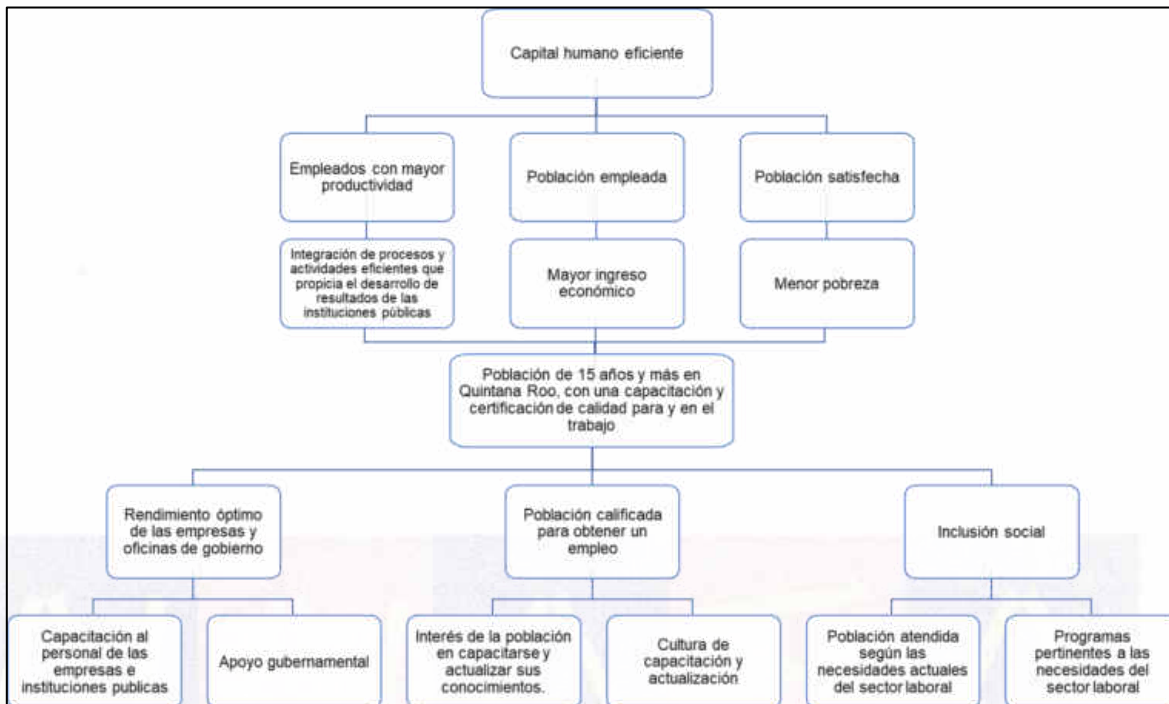 Capital humano eficiente
Empleados con mayor
productividad
Población empleada
Población satisfecha
Integración de procesos y
actividades eficientes que
propicia el desarrollo de
resultados de las
instituciones públicas
Mayor ingreso
económico
Menor pobreza
Población de 15 años y más en
Quintana Roo, con una capacitación y
certificación de calidad para y en el
trabajo
Rendimiento óptimo
de las empresas y
oficinas de gobierno
Población calificada
para obtener un
empleo
Inclusión social
Capacitación al
personal de las
empresas e
instituciones publicas
Apoyo gubernamental
Interés de la población
en capacitarse y
actualizar sus
conocimientos.
Cultura de
capacitación y
actualización
Población atendida
según las
necesidades actuales
del sector laboral
Programas
pertinentes a las
necesidades del
sector laboral